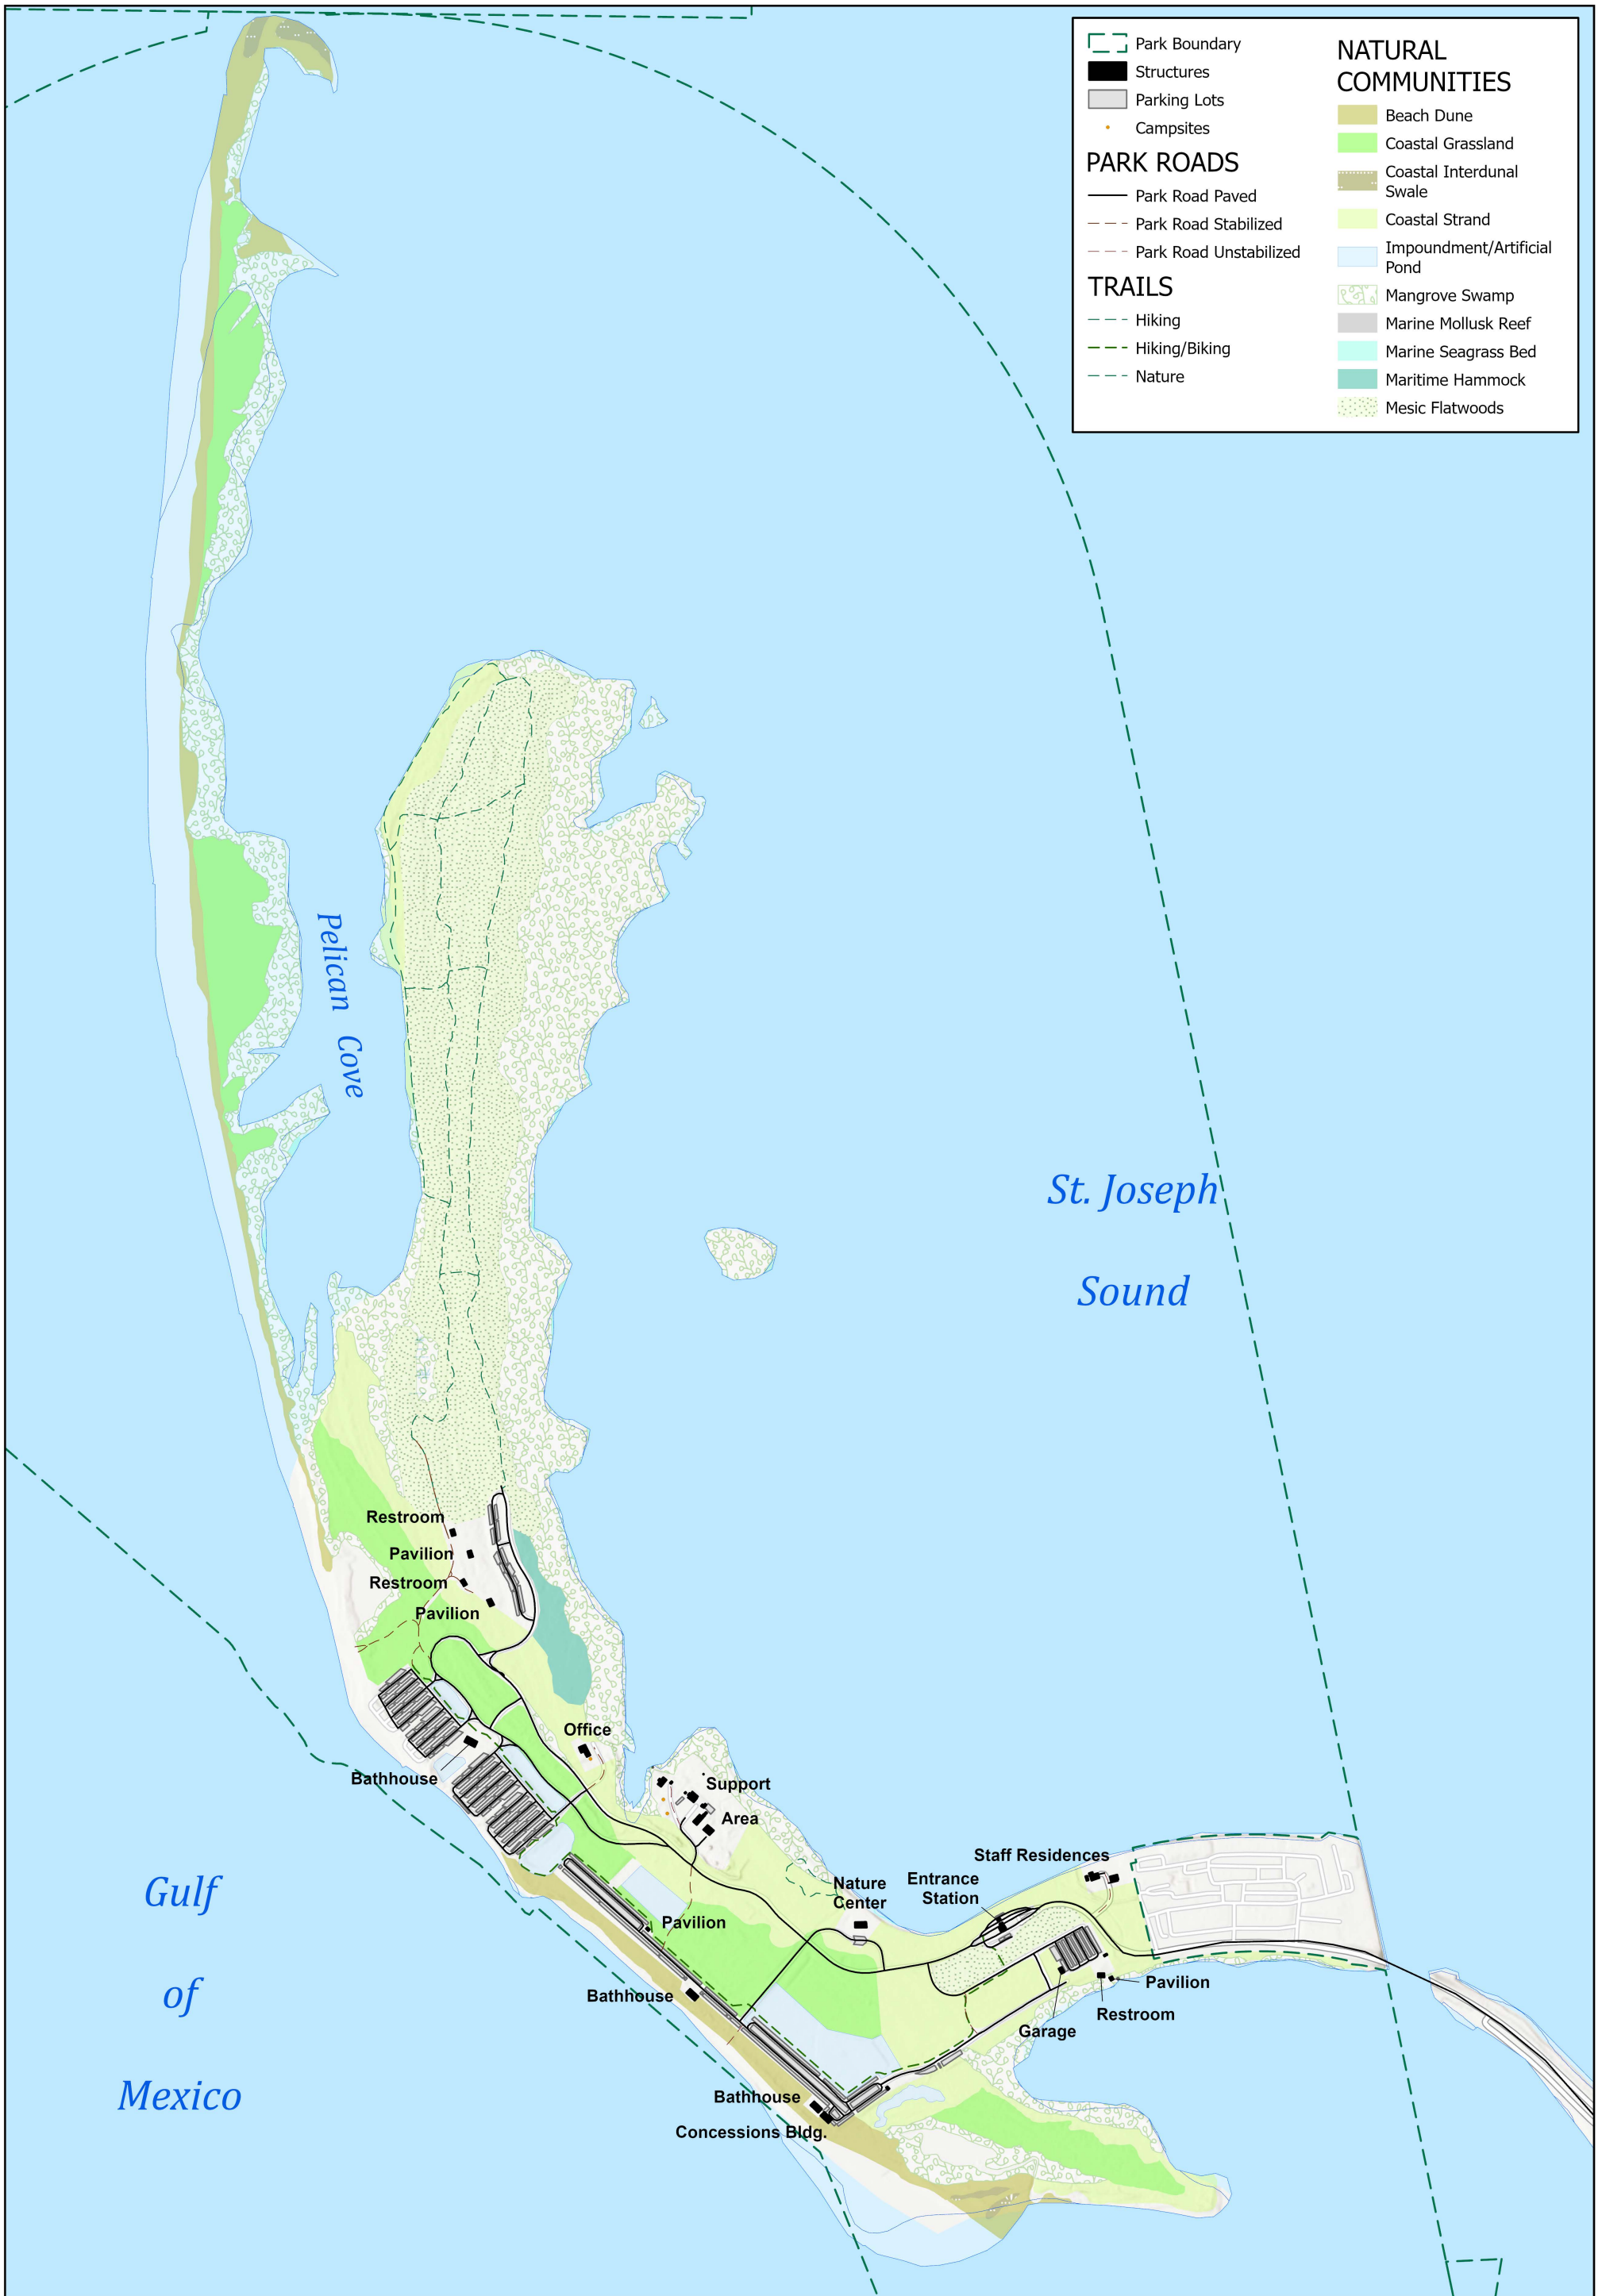 Park Boundary
Structures
Parking Lots
Campsites
PARK ROADS
Park Road Paved
Park Road Stabilized
Park Road Unstabilized
TRAILS
Hiking
Hiking/Biking
Nature
NATURAL
COMMUNITIES
Beach Dune
Coastal Grassland
Coastal Interdunal
Swale
Coastal Strand
Impoundment/Artificial
Pond
Mangrove Swamp
Marine Mollusk Reef
Marine Seagrass Bed
Maritime Hammock
Mesic Flatwoods
Pelican Cove
St. Joseph
Sound
Restroom
Pavilion
Restroom
Pavilion
Office
Bathhouse
Support
Area
Staff Residences
Entrance
Station
Nature
Center
Gulf
of
Mexico
Pavilion
Bathhouse
Pavilion
Restroom
Garage
Bathhouse
Concessions Bldg.